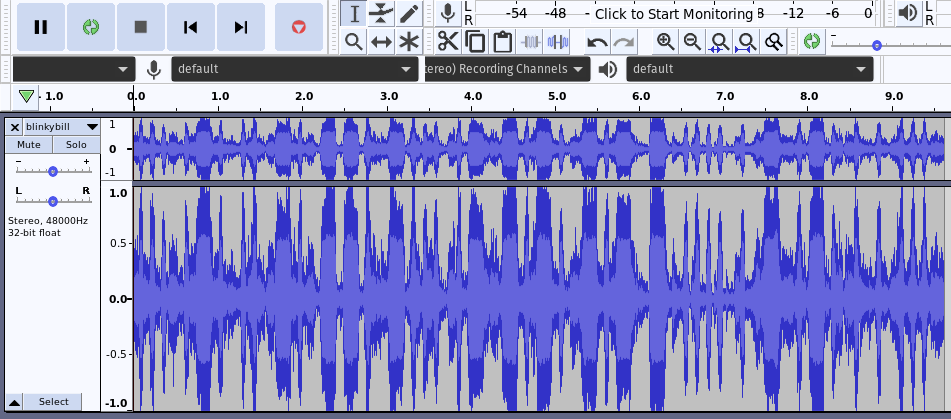 L
R
-54 -48 - Click to Start Monitoring -12 -6 0
L
R
- +
-
default
tereo) Recording Channels
default
- 1.0 0.0 1.0 2.0 3.0 4.0 5.0 6.0 7.0 8.0 9.0
blinkybill
Mute Solo
- +
L R
Stereo, 48000Hz
32-bit float
Select
1
0
-1
1.0
0.5
0.0
-0.5
-1.0